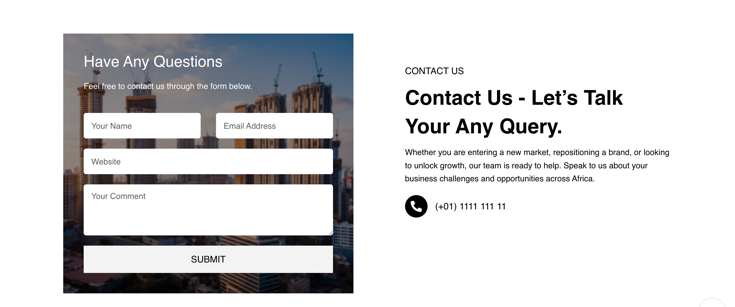 Have Any Questions
Feel free to contact us through the form below.
Your Name
Email Address
Website
Your Comment
SUBMIT
CONTACT US
Contact Us - Let’s Talk
Your Any Query.
Whether you are entering a new market, repositioning a brand, or looking
to unlock growth, our team is ready to help. Speak to us about your
business challenges and opportunities across Africa.
(+01) 1111 111 11